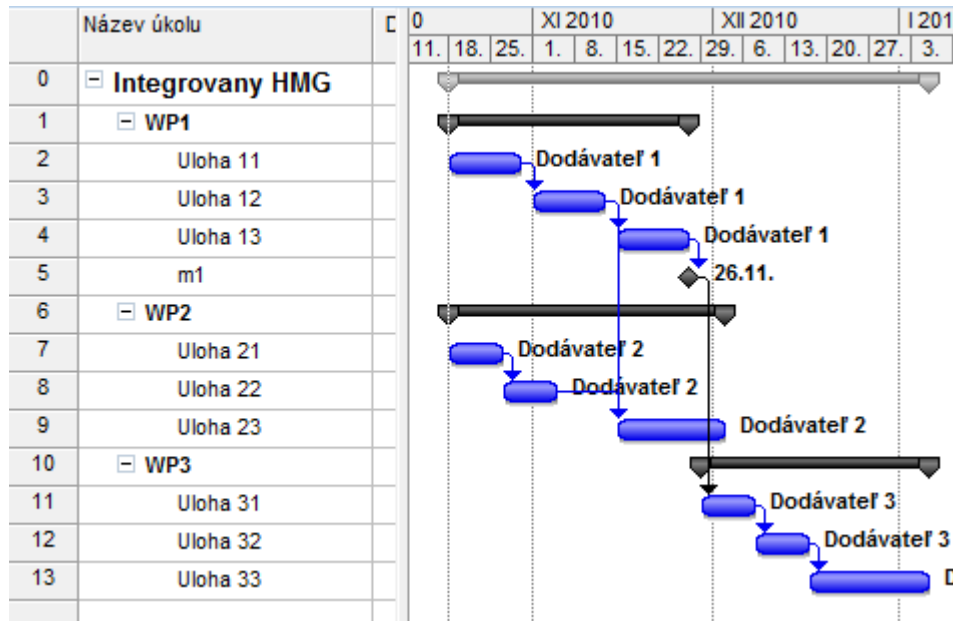 Název úkolu D 0 XI 2010 XII 2010 I 201
11. 18. 25. 1. 8. 15. 22. 29. 6. 13. 20. 27. 3.
0 Integrovany HMG
1 WP1
2 Uloha 11 Dodávateľ 1
3 Uloha 12 Dodávateľ 1
4 Uloha 13 Dodávateľ 1
5 m1 26.11.
6 WP2
7 Uloha 21 Dodávateľ 2
8 Uloha 22 Dodávateľ 2
9 Uloha 23 Dodávateľ 2
10 WP3
11 Uloha 31 Dodávateľ 3
12 Uloha 32 Dodávateľ 3
13 Uloha 33 D